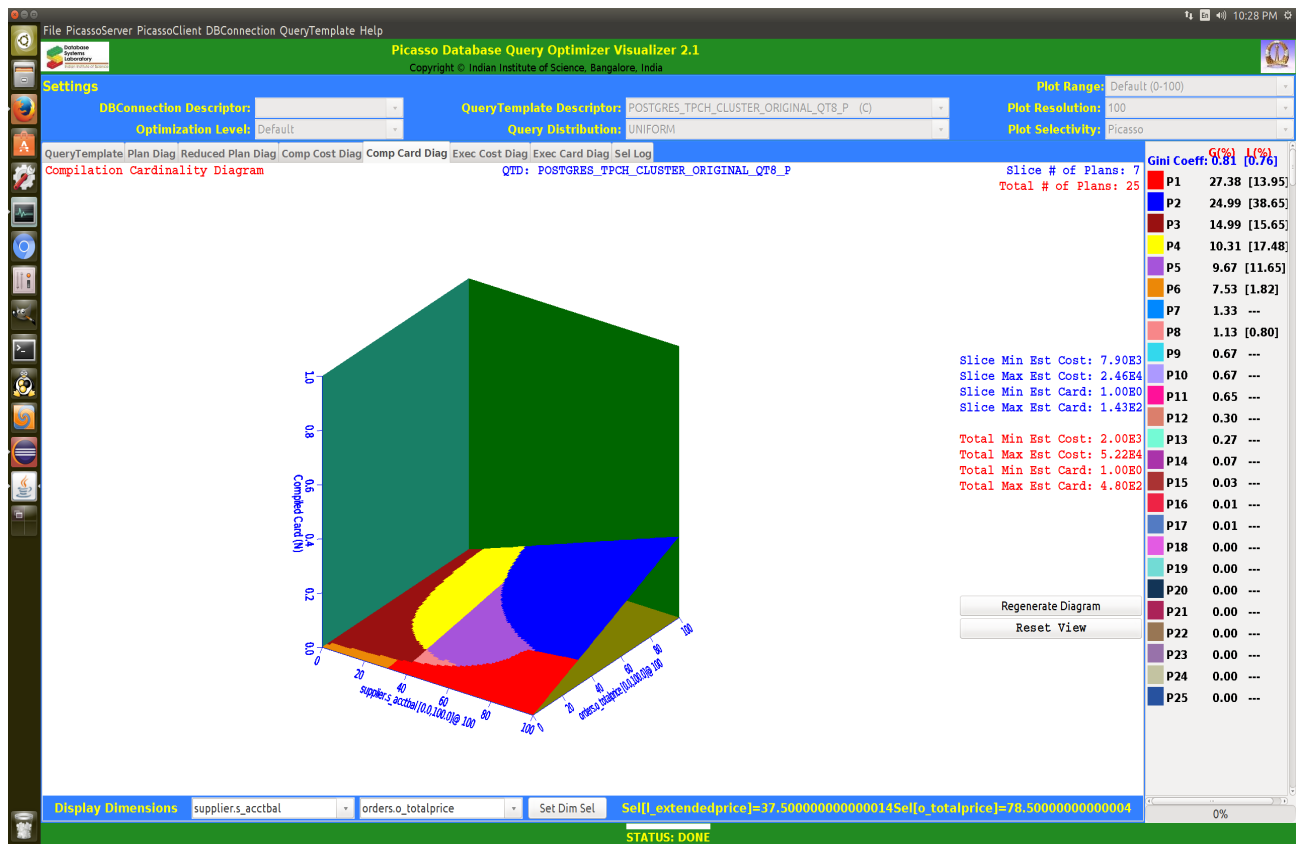 10:28 PM
File PicassoServer PicassoClient DBConnection QueryTemplate Help
Database
Systems
Laboratory
Picasso Database Query Optimizer Visualizer 2.1
Copyright © Indian Institute of Science, Bangalore, India
Settings
Plot Range: Default (0-100)
DBConnection Descriptor:
QueryTemplate Descriptor: POSTGRES_TPCH_CLUSTER_ORIGINAL_QT8_P (C)
Plot Resolution: 100
Optimization Level: Default
Query Distribution: UNIFORM
Plot Selectivity: Picasso
QueryTemplate Plan Diag Reduced Plan Diag Comp Cost Diag Comp Card Diag Exec Cost Diag Exec Card Diag Sel Log
Compilation Cardinality Diagram
QTD: POSTGRES_TPCH_CLUSTER_ORIGINAL_QT8_P
Slice # of Plans: 7
Total # of Plans: 25
Slice Min Est Cost: 7.90E3
Slice Max Est Cost: 2.46E4
Slice Min Est Card: 1.00E0
Slice Max Est Card: 1.43E2
Total Min Est Cost: 2.00E3
Total Max Est Cost: 5.22E4
Total Min Est Card: 1.00E0
Total Max Est Card: 4.80E2
Regenerate Diagram
Reset View
1.0
0.8
0.6
0.4
0.2
0.0
Compiled Card (N)
0
20
40
60
80
100
supplier.s_acctbal [0.0,100.0]@ 100
0
20
40
60
80
100
orders.o_totalprice [0.0,100.0]@ 100
G(%) L(%)
Gini Coeff: 0.81 [0.76]
P1 27.38 [13.95]
P2 24.99 [38.65]
P3 14.99 [15.65]
P4 10.31 [17.48]
P5 9.67 [11.65]
P6 7.53 [1.82]
P7 1.33 ---
P8 1.13 [0.80]
P9 0.67 ---
P10 0.67 ---
P11 0.65 ---
P12 0.30 ---
P13 0.27 ---
P14 0.07 ---
P15 0.03 ---
P16 0.01 ---
P17 0.01 ---
P18 0.00 ---
P19 0.00 ---
P20 0.00 ---
P21 0.00 ---
P22 0.00 ---
P23 0.00 ---
P24 0.00 ---
P25 0.00 ---
Display Dimensions supplier.s_acctbal orders.o_totalprice Set Dim Sel Sel[l_extendedprice]=37.500000000000014Sel[o_totalprice]=78.50000000000004
0%
STATUS: DONE